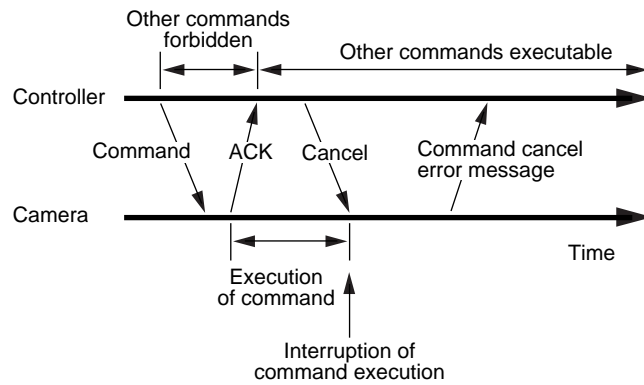 Other commands
forbidden
Other commands executable
Controller
Command
ACK
Cancel
Command cancel
error message
Camera
Time
Execution
of command
Interruption of
command execution